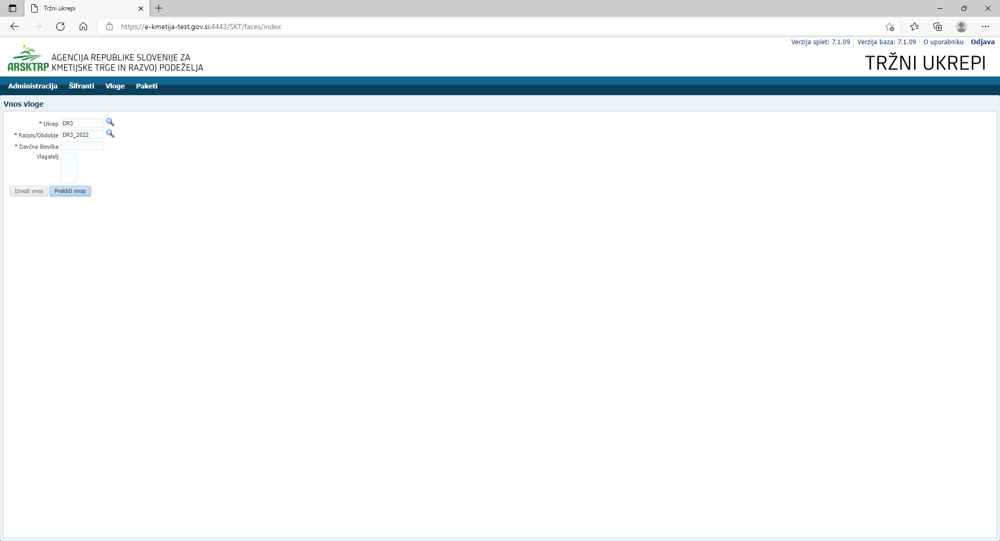 Tržni ukrepi
https://e-kmetija-test.gov.si:4443/SKT/faces/index
Verzija splet: 7.1.09 Verzija baza: 7.1.09 O uporabniku Odjava
ARSKTRP
AGENCIJA REPUBLIKE SLOVENIJE ZA
KMETIJSKE TRGE IN RAZVOJ PODEŽELJA
TRŽNI UKREPI
Administracija Šifranti Vloge Paketi
Vnos vloge
* Ukrep DR3
* Razpis/Obdobje DR3_2022
* Davčna številka
Vlagatelj
Izvedi vnos Prekliči vnos